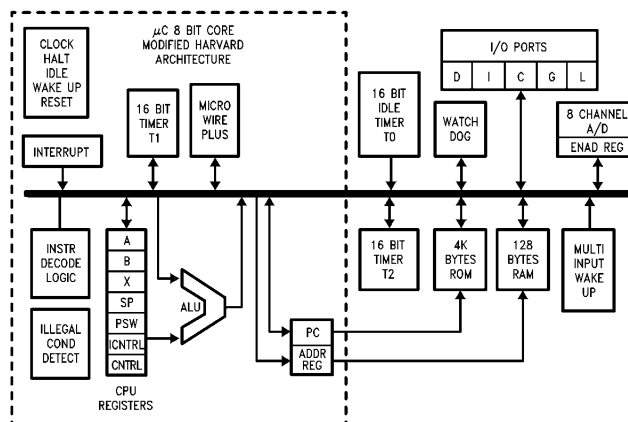 μC 8 BIT CORE
MODIFIED HARVARD
ARCHITECTURE
CLOCK
HALT
IDLE
WAKE UP
RESET
INTERRUPT
16 BIT
TIMER
T1
MICRO
WIRE
PLUS
16 BIT
IDLE
TIMER
T0
WATCH
DOG
I/O PORTS
D I C G L
8 CHANNEL
A/D
ENAD REG
INSTR
DECODE
LOGIC
ILLEGAL
COND
DETECT
A
B
X
SP
PSW
ICNTRL
CNTRL
CPU
REGISTERS
ALU
PC
ADDR
REG
16 BIT
TIMER
T2
4K
BYTES
ROM
128
BYTES
RAM
MULTI
INPUT
WAKE
UP